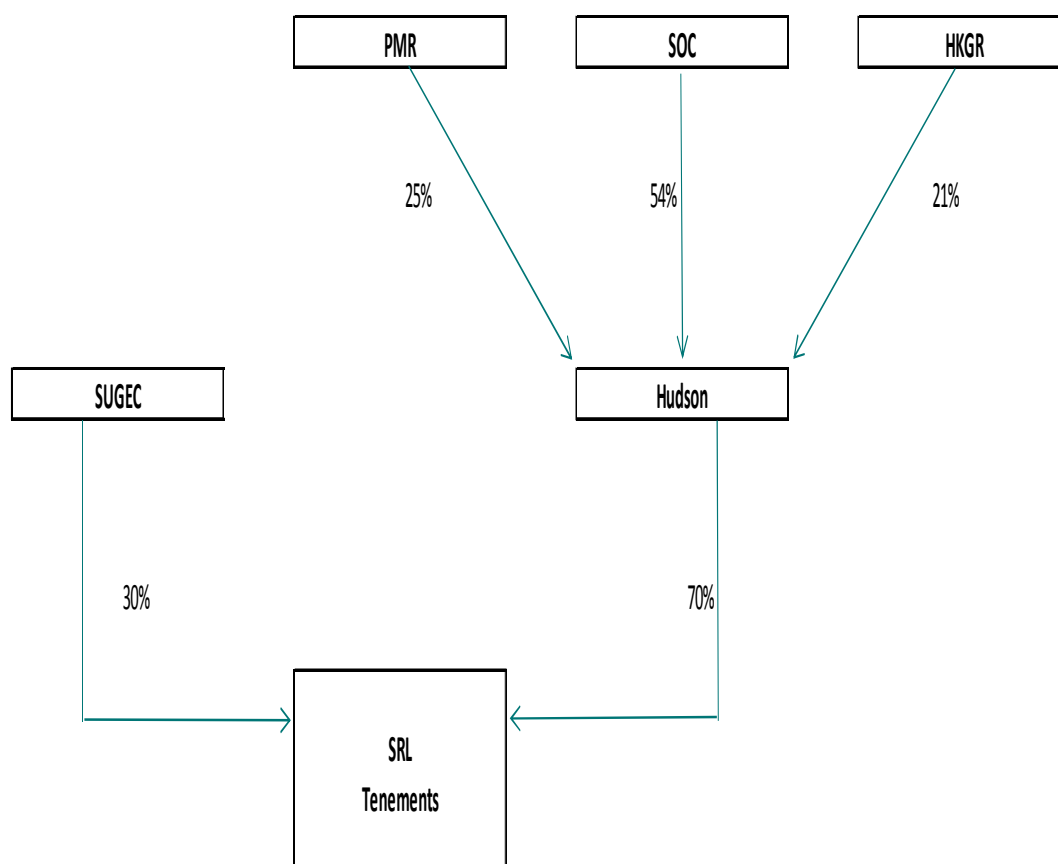 PMR
SOC
HKGR
25%
54%
21%
SUGEC
Hudson
30%
70%
SRL
Tenements